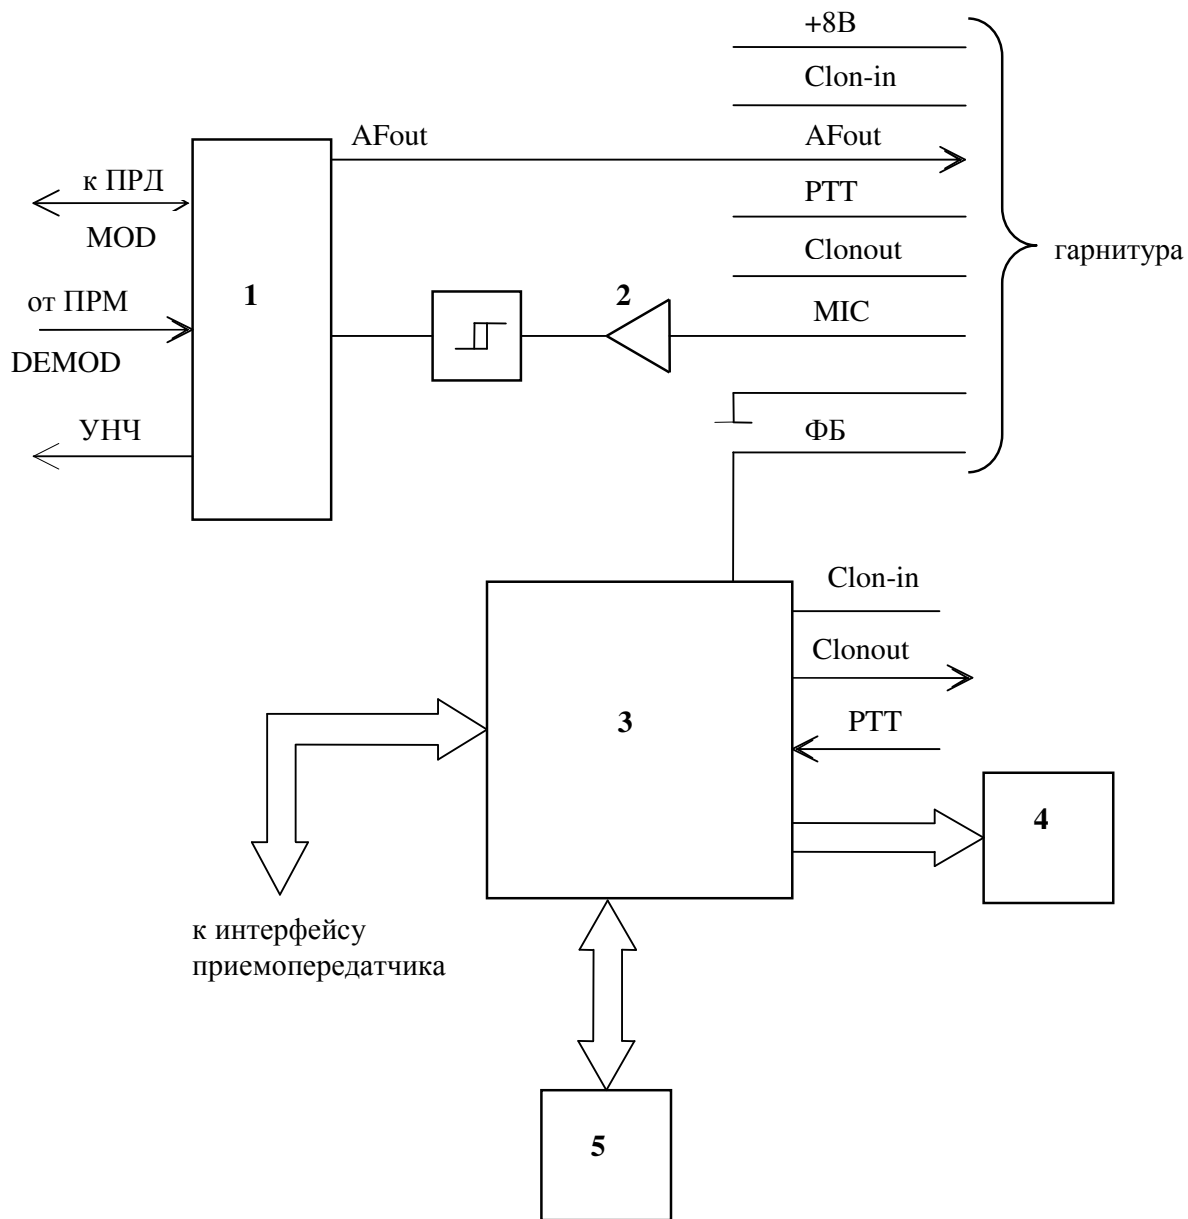 +8В
Clon-in
AFout
AFout
к ПРД
PTT
MOD
Clonout
гарнитура
1
2
от ПРМ
MIC
DEMOD
УНЧ
ФБ
Clon-in
Clonout
3
PTT
4
к интерфейсу
приемопередатчика
5